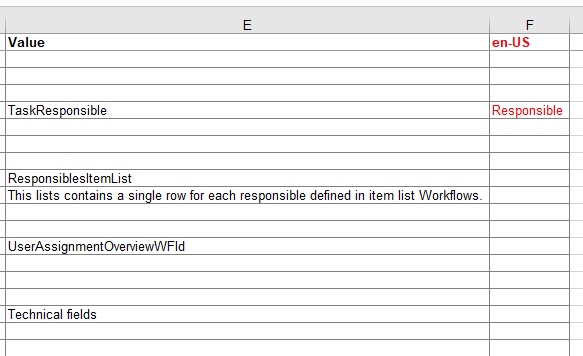 E F
Value en-US
TaskResponsible Responsible
ResponsiblesItemList
This lists contains a single row for each responsible defined in item list Workflows.
UserAssignmentOverviewWFId
Technical fields